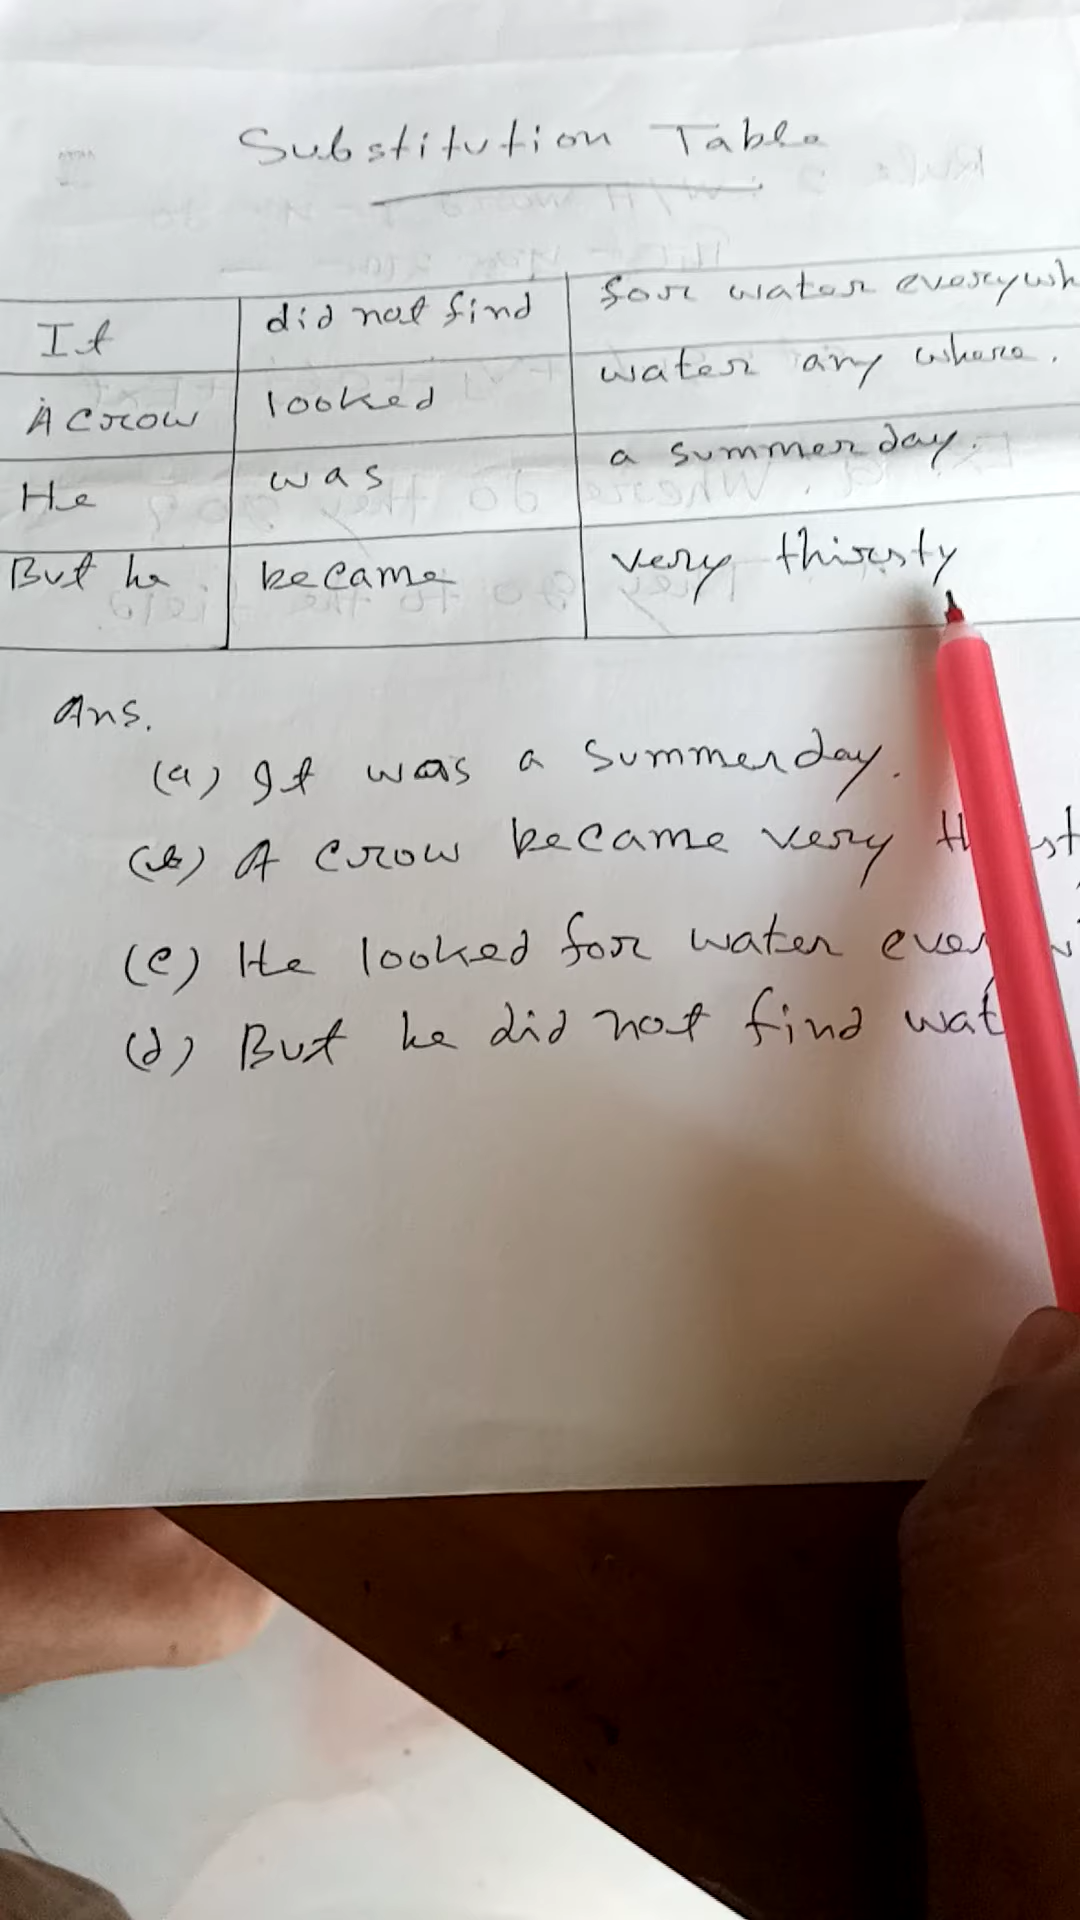 Substitution Table
It did not find for water everywh
A crow looked water any where.
He was a summer day.
But he became very thirsty
Ans.
(a) It was a summer day.
(b) A crow became very
(c) He looked for water
(d) But he did not find